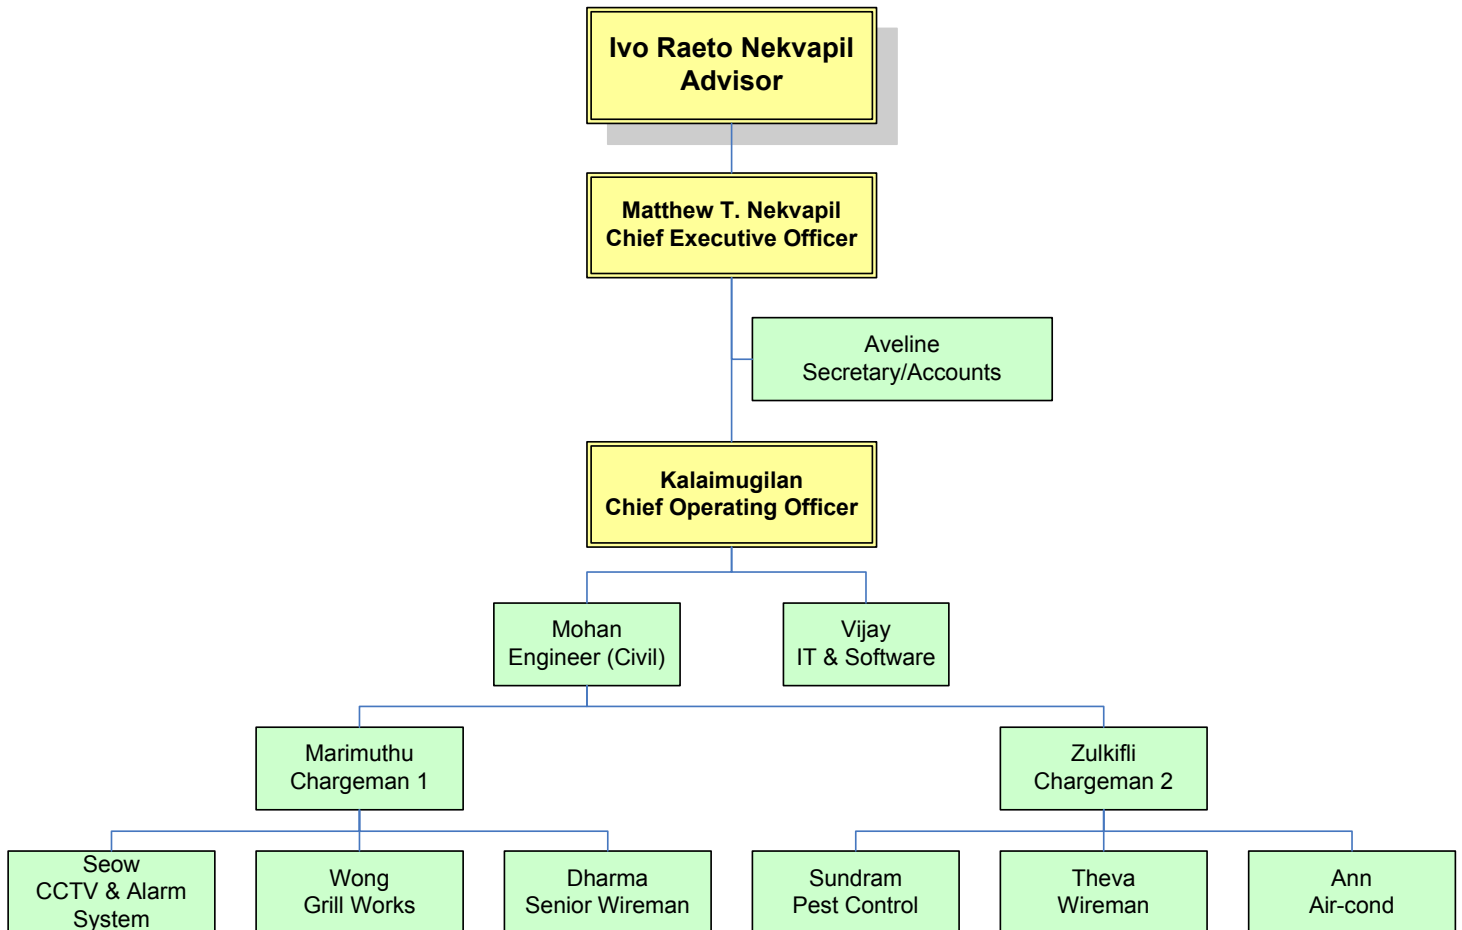 Ivo Raeto Nekvapil
Advisor
Matthew T. Nekvapil
Chief Executive Officer
Aveline
Secretary/Accounts
Kalaimugilan
Chief Operating Officer
Mohan
Engineer (Civil)
Vijay
IT & Software
Marimuthu
Chargeman 1
Zulkifli
Chargeman 2
Seow
CCTV & Alarm
System
Wong
Grill Works
Dharma
Senior Wireman
Sundram
Pest Control
Theva
Wireman
Ann
Air-cond